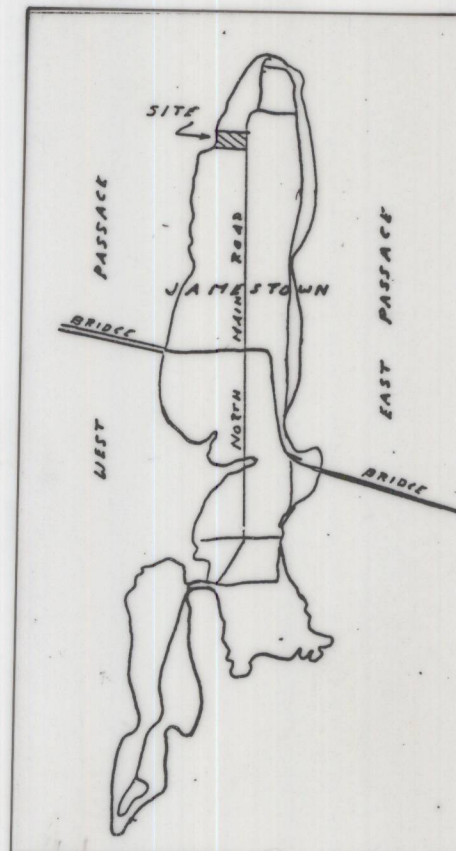 SITE
WEST PASSAGE
NORTH MAIN ROAD
JAMESTOWN
EAST PASSAGE
BRIDGE
BRIDGE